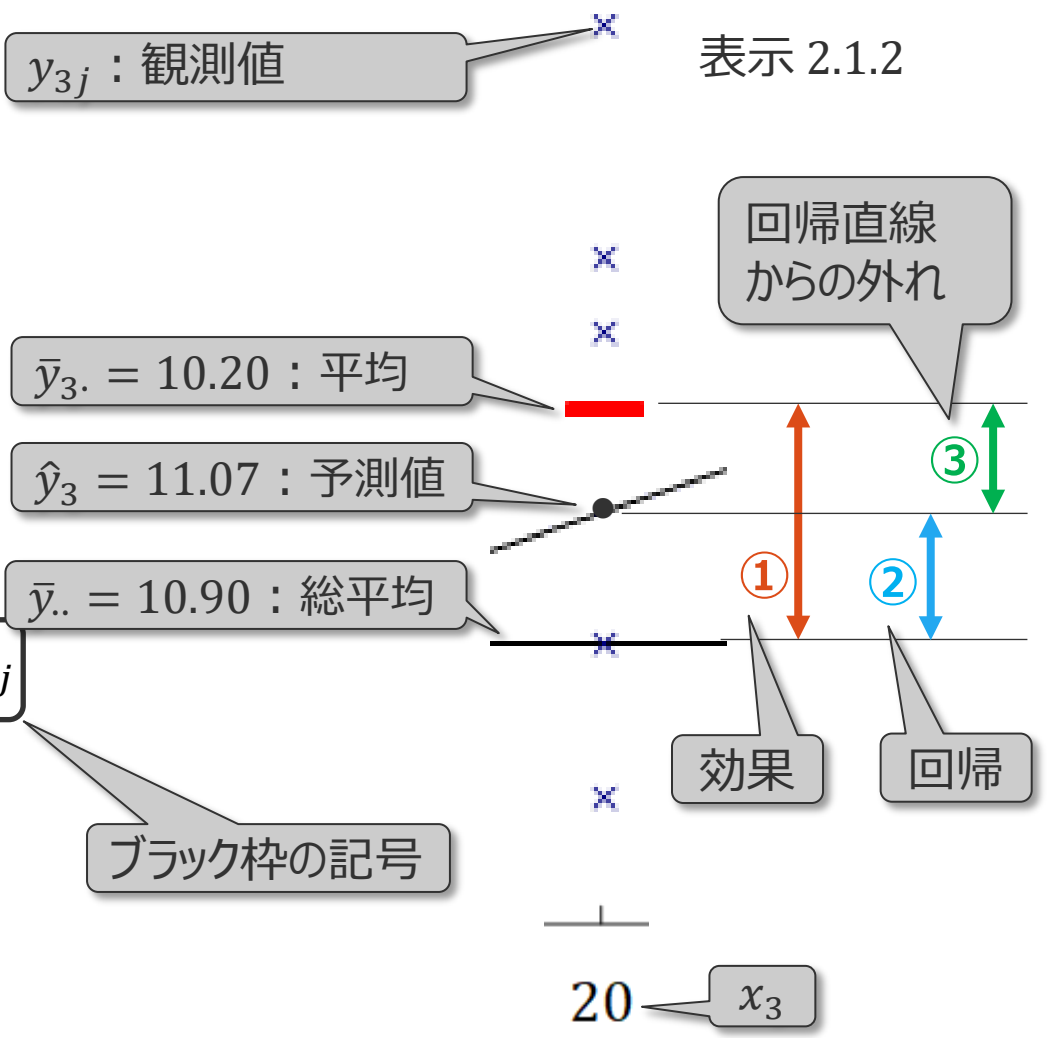 y₃ⱼ：観測値
表示 2.1.2
回帰直線
からの外れ
ȳ₃. = 10.20：平均
ŷ₃ = 11.07：予測値
③
①
②
ȳ.. = 10.90：総平均
j
効果
回帰
ブラック枠の記号
20
x₃